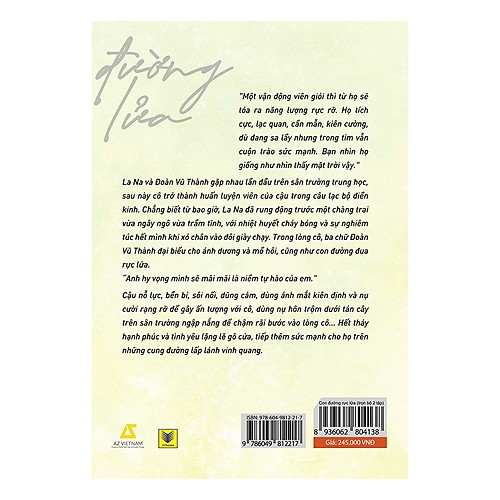 đường
lửa
"Một vận động viên giỏi thì từ họ sẽ
tỏa ra năng lượng rực rỡ. Họ tích
cực, lạc quan, cần mẫn, kiên cường,
dù đang sa lầy nhưng trong tim vẫn
cuộn trào sức mạnh. Bạn nhìn họ
giống như nhìn thấy mặt trời vậy."
La Na và Đoàn Vũ Thành gặp nhau lần đầu trên sân trường trung học,
sau này cô trở thành huấn luyện viên của cậu trong câu lạc bộ điền
kinh. Chẳng biết từ bao giờ, La Na đã rung động trước một chàng trai
vừa ngây ngô vừa trầm tĩnh, với nhiệt huyết cháy bỏng và sự nghiêm
túc hết mình khi xỏ chân vào đôi giày chạy. Trong lòng cô, ba chữ Đoàn
Vũ Thành đại biểu cho ánh dương và mồ hôi, cũng như con đường đua
rực lửa.
"Anh hy vọng mình sẽ mãi mãi là niềm tự hào của em."
Cậu nỗ lực, bền bỉ, sôi nổi, dũng cảm, dùng ánh mắt kiên định và nụ
cười rạng rỡ để gây ấn tượng với cô, dùng nụ hôn trộm dưới tán cây
trên sân trường ngập nắng để chậm rãi bước vào lòng cô... Hết thảy
hạnh phúc và tình yêu lặng lẽ gõ cửa, tiếp thêm sức mạnh cho họ trên
những cung đường lấp lánh vinh quang.
AZ VIETNAM
ISBN: 978-604-9812-21-7
9 786049 812217
Con đường rực lửa (trọn bộ 2 tập)
8 936062 804138
Giá: 245.000 VNĐ